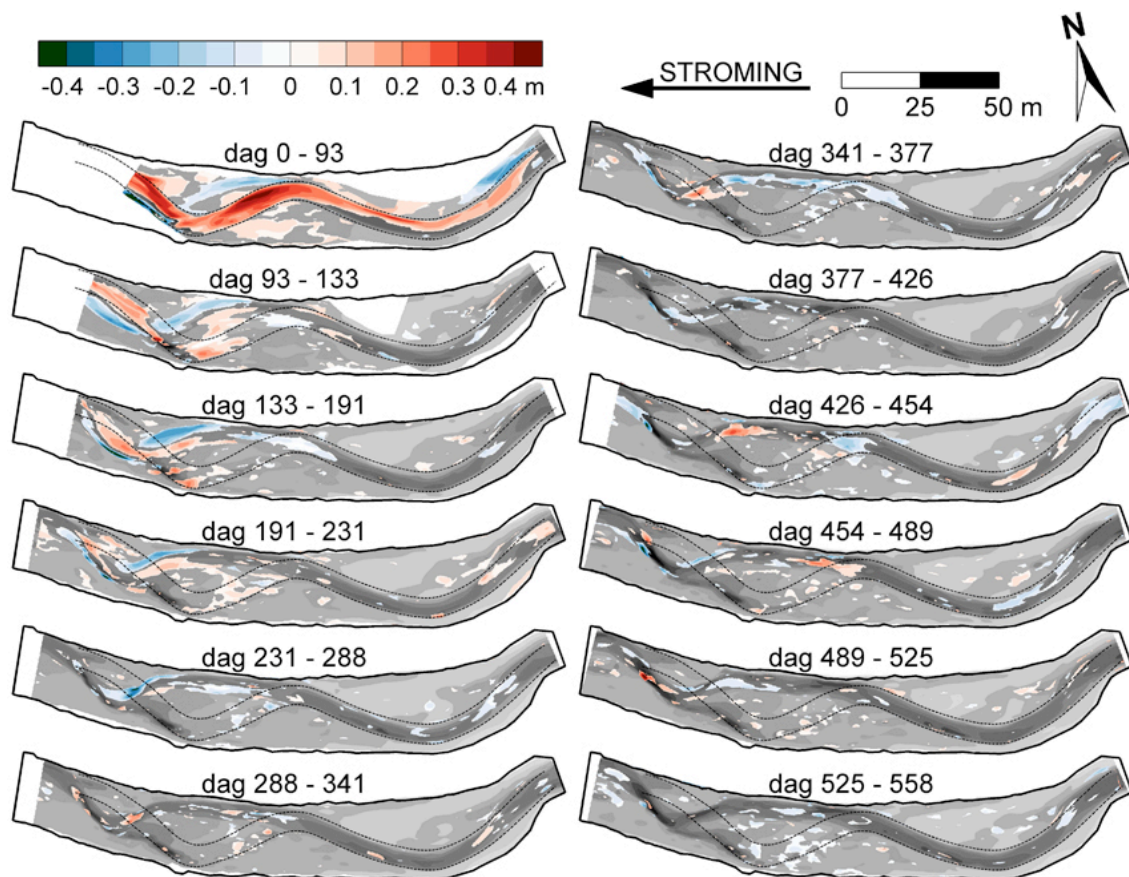 N
STROMING
-0.4 -0.3 -0.2 -0.1 0 0.1 0.2 0.3 0.4 m
0 25 50 m
dag 0 - 93
dag 93 - 133
dag 133 - 191
dag 191 - 231
dag 231 - 288
dag 288 - 341
dag 341 - 377
dag 377 - 426
dag 426 - 454
dag 454 - 489
dag 489 - 525
dag 525 - 558